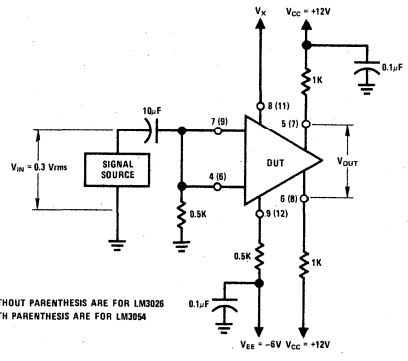 VX
VCC = +12V
0.1µF
1K
10µF
8 (11)
7 (9)
5 (7)
VIN = 0.3 Vrms
SIGNAL
SOURCE
DUT
VOUT
4 (6)
6 (8)
9 (12)
0.5K
0.5K
1K
THOUT PARENTHESIS ARE FOR LM3026
TH PARENTHESIS ARE FOR LM3054
0.1µF
VEE = -6V VCC = +12V